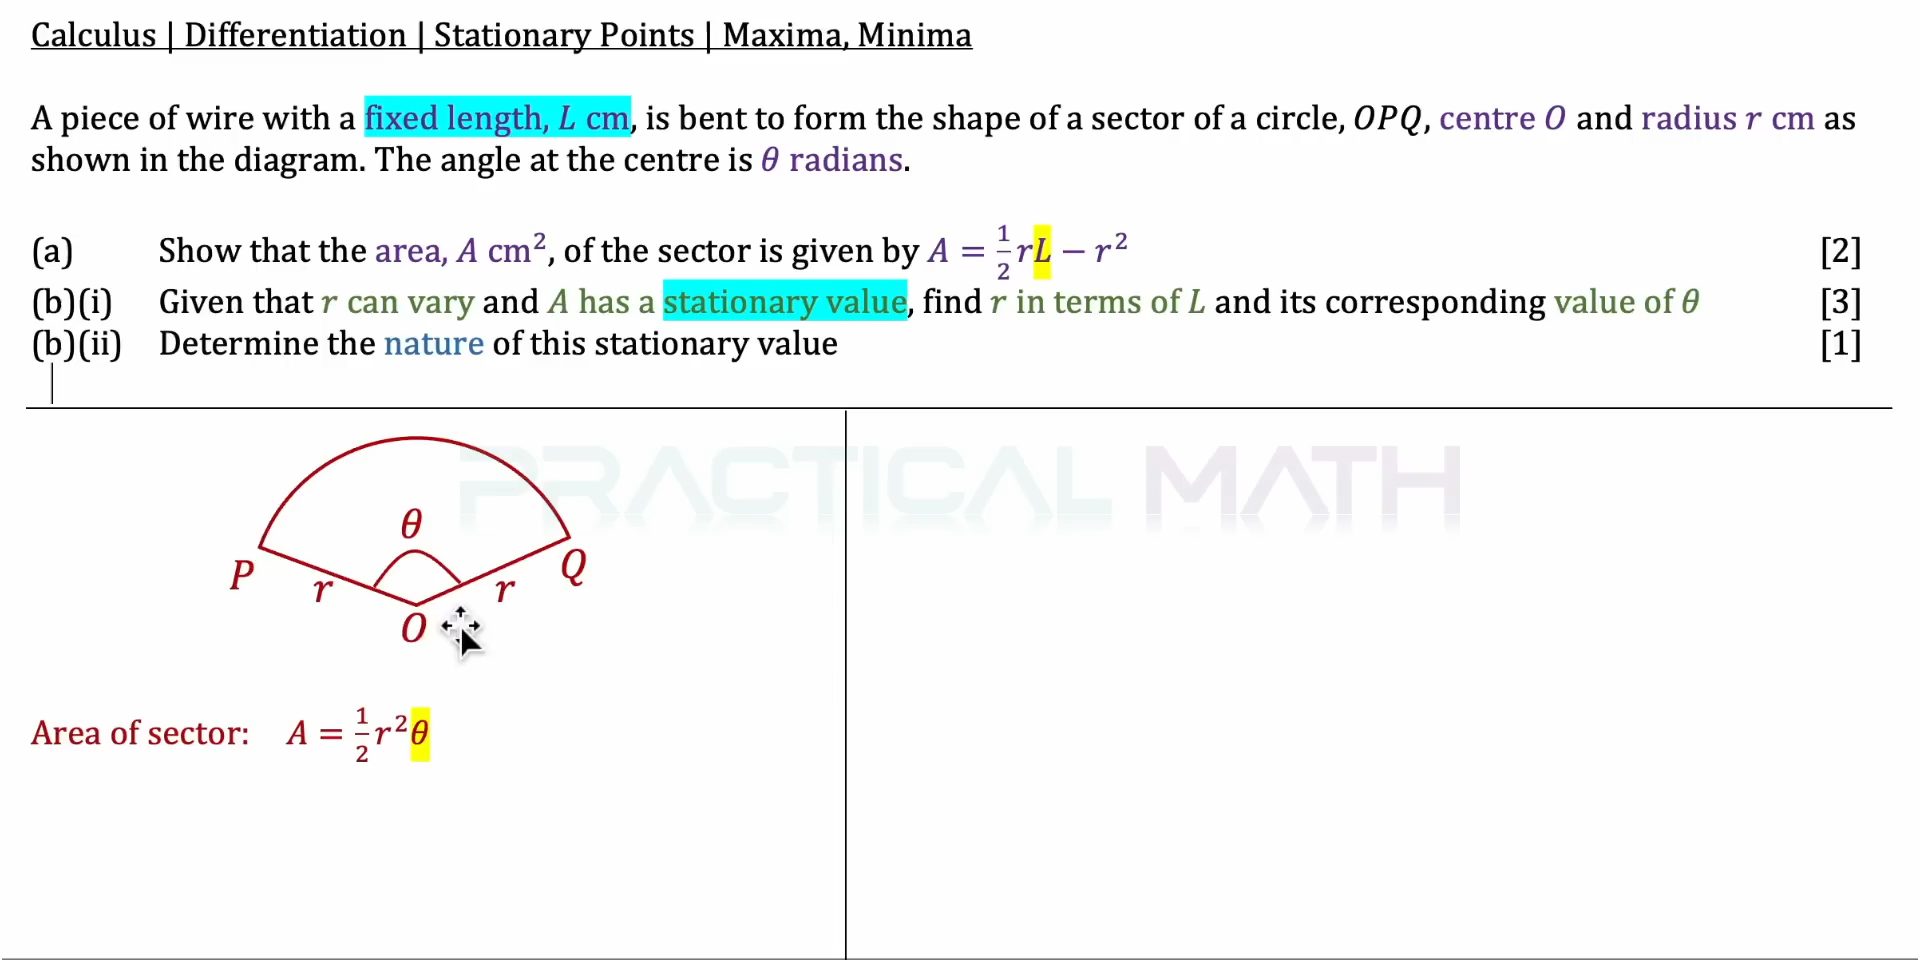 Calculus | Differentiation | Stationary Points | Maxima, Minima
A piece of wire with a fixed length, L cm, is bent to form the shape of a sector of a circle, OPQ, centre O and radius r cm as
shown in the diagram. The angle at the centre is θ radians.
(a) Show that the area, A cm², of the sector is given by A = 1/2 rL − r² [2]
(b)(i) Given that r can vary and A has a stationary value, find r in terms of L and its corresponding value of θ [3]
(b)(ii) Determine the nature of this stationary value [1]
PRACTICAL MATH
θ
P r r Q
O
Area of sector: A = 1/2 r²θ